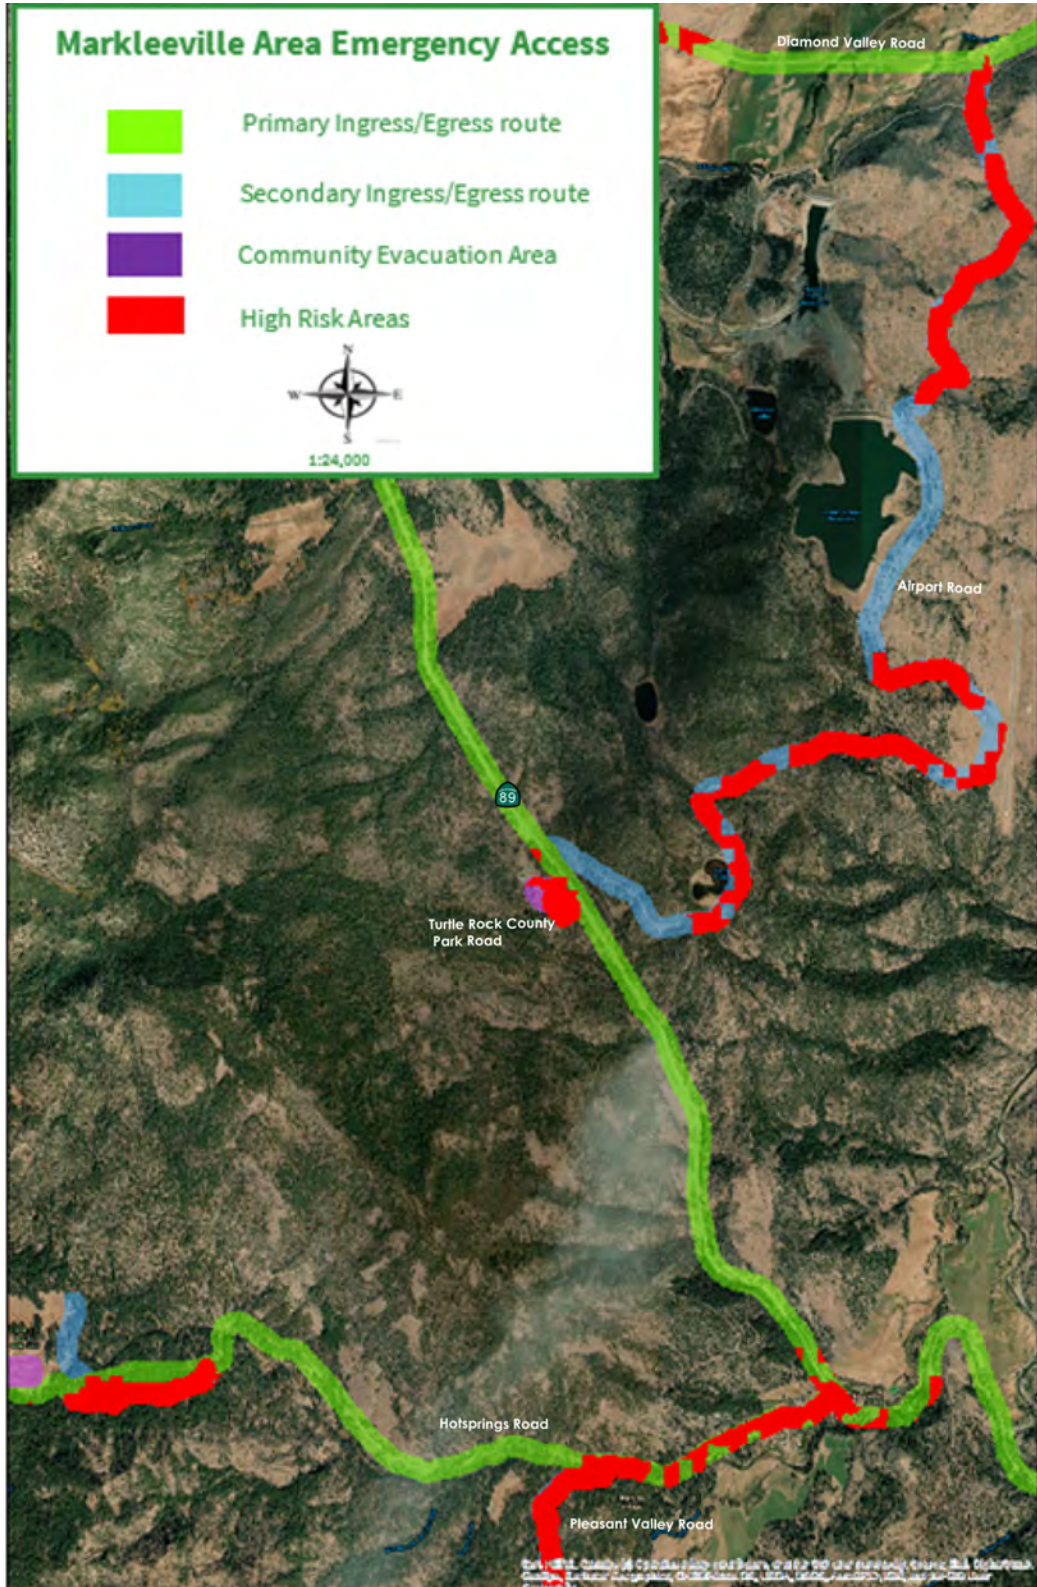 Markleeville Area Emergency Access
Primary Ingress/Egress route
Secondary Ingress/Egress route
Community Evacuation Area
High Risk Areas
N
W E
S
1:24,000
Diamond Valley Road
Airport Road
89
Turtle Rock County
Park Road
Hotsprings Road
Pleasant Valley Road